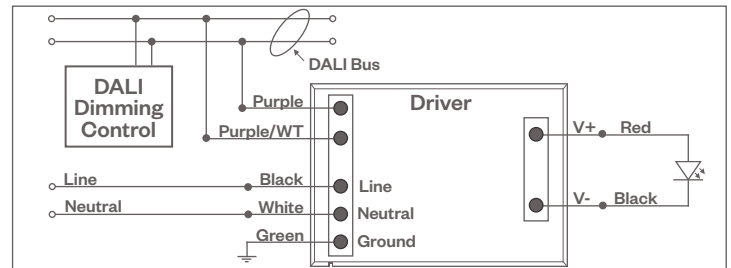 DALI Bus
DALI
Dimming
Control
Purple
Driver
Purple/WT
V+ Red
Line Black Line
Neutral White Neutral
V- Black
Green Ground